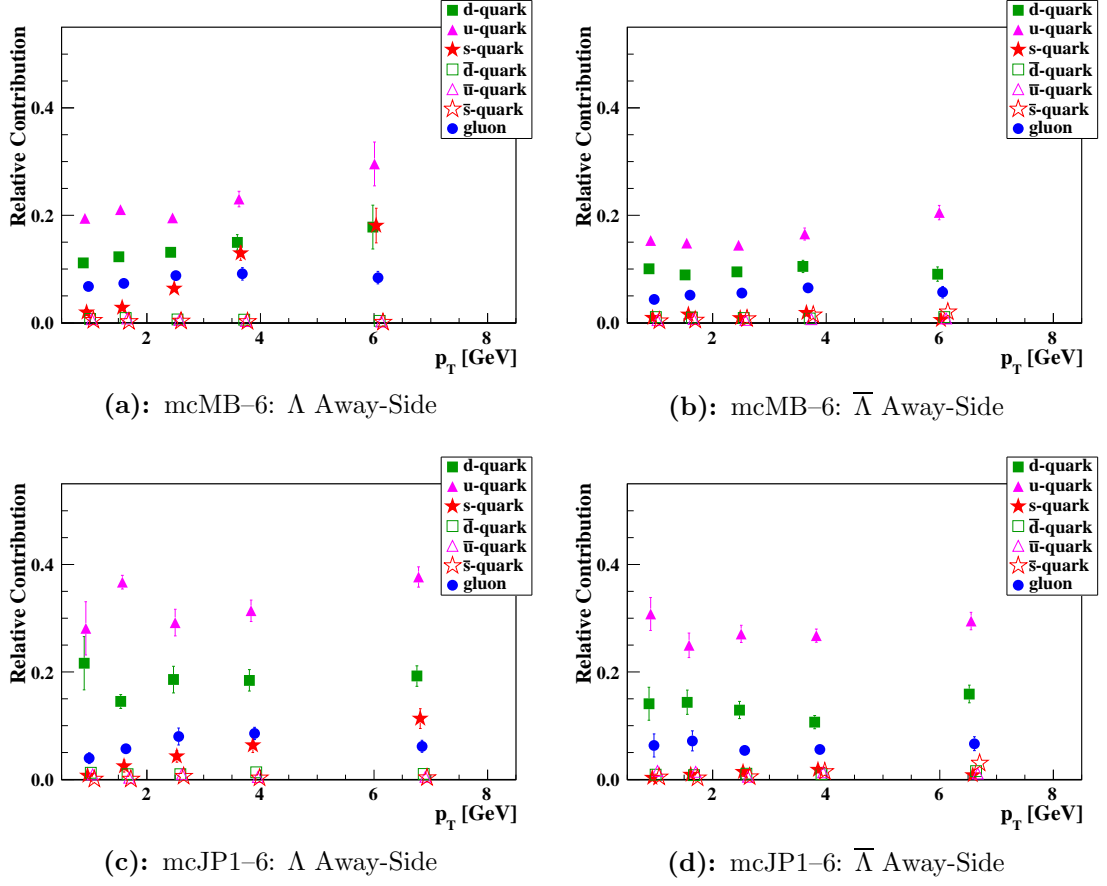 Relative Contribution
0.4
0.2
0.0
2
4
6
8
p_T [GeV]
d-quark
u-quark
s-quark
d̅-quark
u̅-quark
s̅-quark
gluon
(a): mcMB–6: Λ Away-Side
Relative Contribution
0.4
0.2
0.0
2
4
6
8
p_T [GeV]
d-quark
u-quark
s-quark
d̅-quark
u̅-quark
s̅-quark
gluon
(b): mcMB–6: Λ̅ Away-Side
Relative Contribution
0.4
0.2
0.0
2
4
6
8
p_T [GeV]
d-quark
u-quark
s-quark
d̅-quark
u̅-quark
s̅-quark
gluon
(c): mcJP1–6: Λ Away-Side
Relative Contribution
0.4
0.2
0.0
2
4
6
8
p_T [GeV]
d-quark
u-quark
s-quark
d̅-quark
u̅-quark
s̅-quark
gluon
(d): mcJP1–6: Λ̅ Away-Side